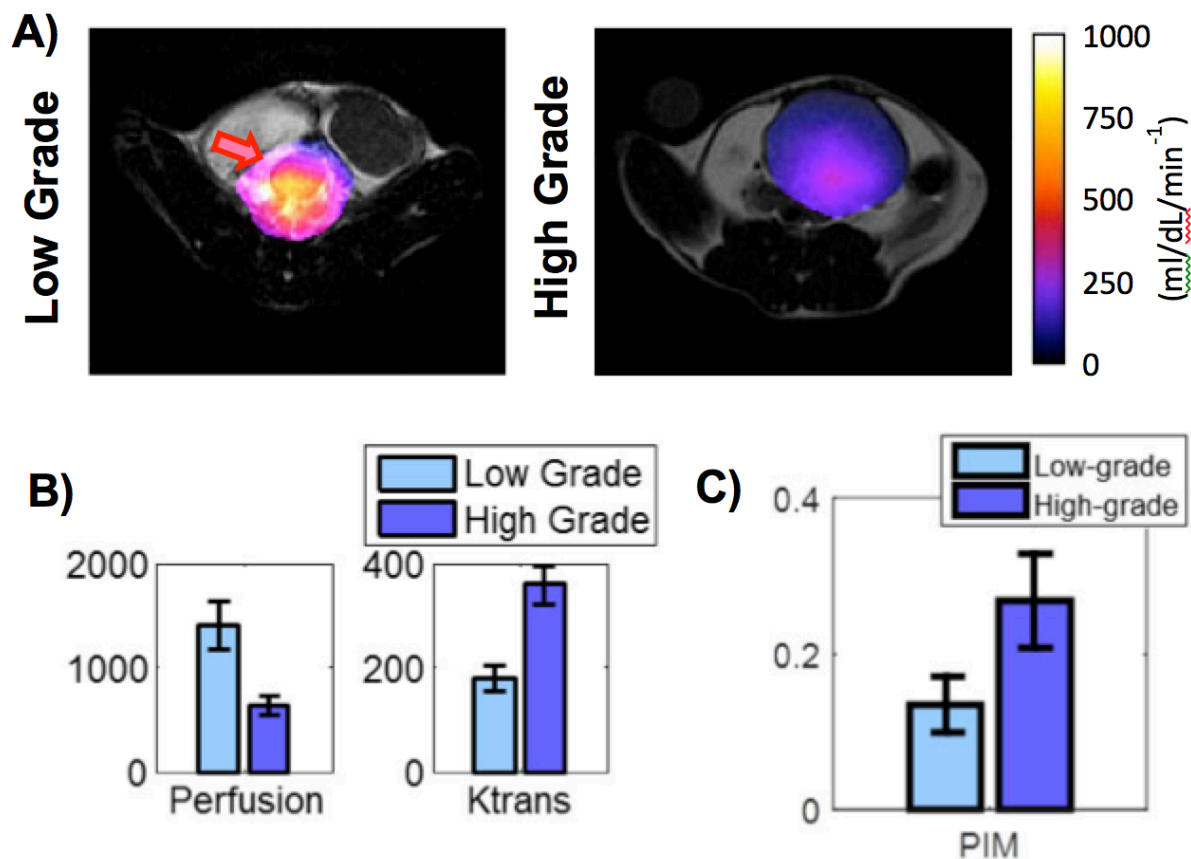 A)
Low Grade
High Grade
1000
750
500
250
0
(ml/dL/min⁻¹)
B)
Low Grade
High Grade
2000
1000
0
Perfusion
400
200
0
Ktrans
C)
Low-grade
High-grade
0.4
0.2
0
PIM